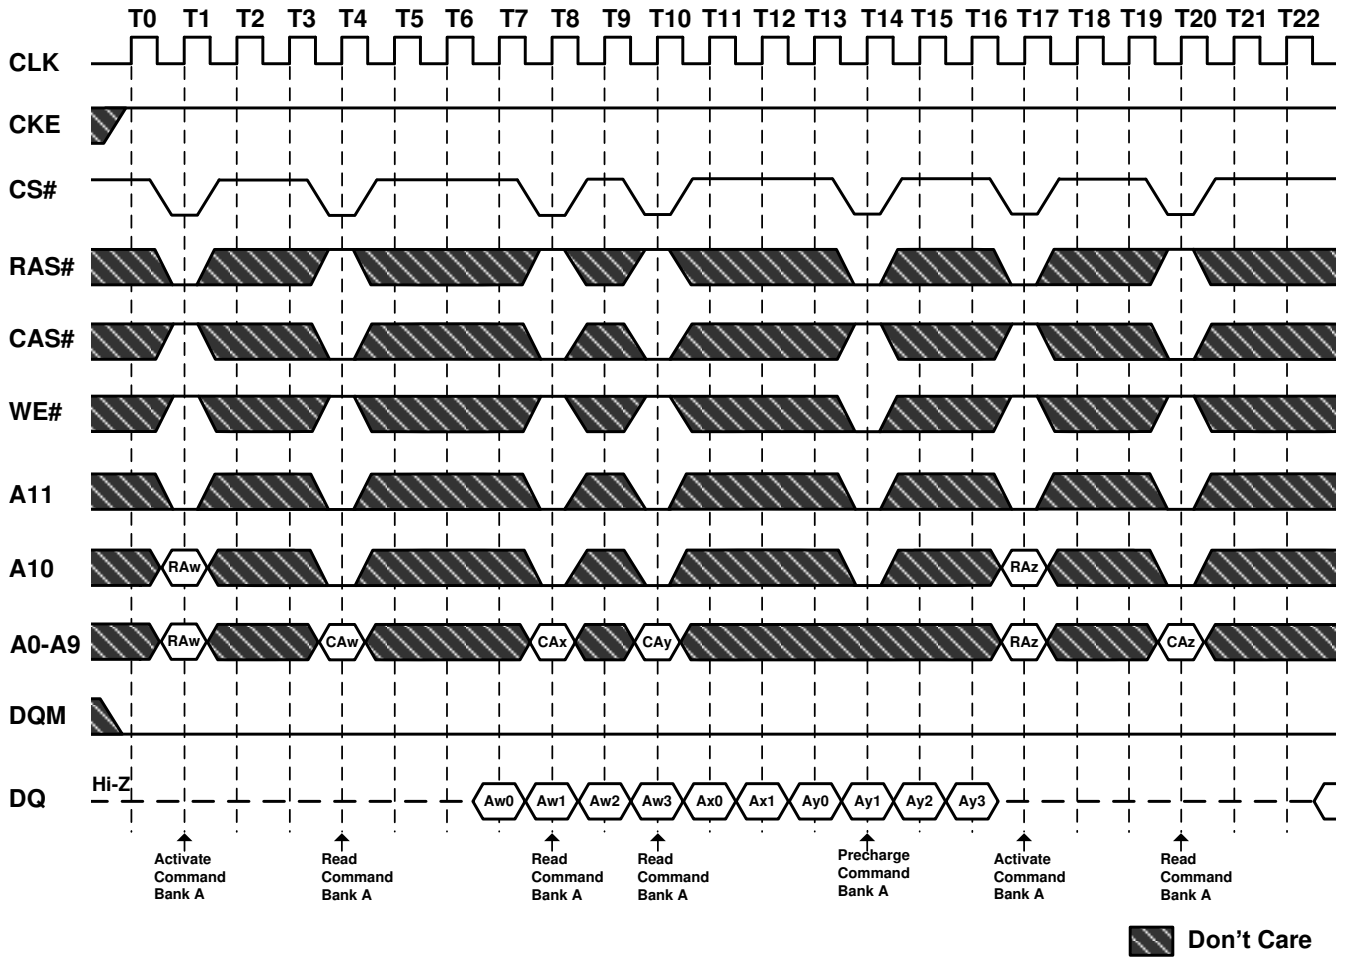 T0 T1 T2 T3 T4 T5 T6 T7 T8 T9 T10 T11 T12 T13 T14 T15 T16 T17 T18 T19 T20 T21 T22
CLK
CKE
CS#
RAS#
CAS#
WE#
A11
A10 RAw RAz
A0-A9 RAw CAw CAx CAy RAz CAz
DQM
Hi-Z
DQ Aw0 Aw1 Aw2 Aw3 Ax0 Ax1 Ay0 Ay1 Ay2 Ay3
Activate
Command
Bank A
Read
Command
Bank A
Read
Command
Bank A
Read
Command
Bank A
Precharge
Command
Bank A
Activate
Command
Bank A
Read
Command
Bank A
Don't Care